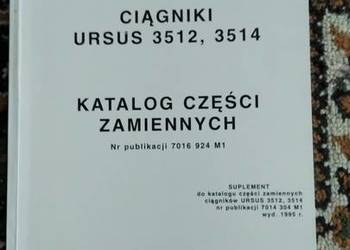 CIĄGNIKI
URSUS 3512, 3514
KATALOG CZĘŚCI
ZAMIENNYCH
Nr publikacji 7016 924 M1
SUPLEMENT
do katalogu części zamiennych
ciągników URSUS 3512, 3514
nr publikacji 7014 304 M1
wyd. 1995 r.